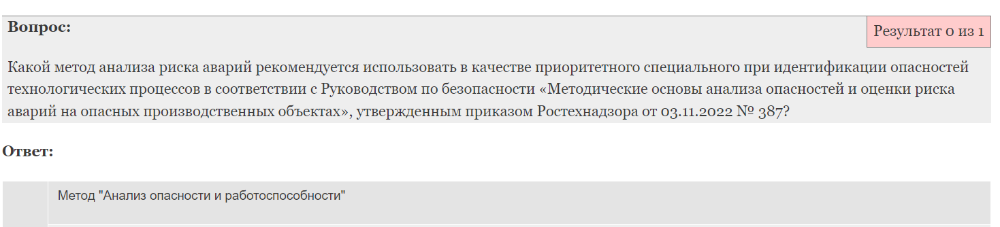 Вопрос:
Результат 0 из 1
Какой метод анализа риска аварий рекомендуется использовать в качестве приоритетного специального при идентификации опасностей
технологических процессов в соответствии с Руководством по безопасности «Методические основы анализа опасностей и оценки риска
аварий на опасных производственных объектах», утвержденным приказом Ростехнадзора от 03.11.2022 № 387?
Ответ:
Метод "Анализ опасности и работоспособности"